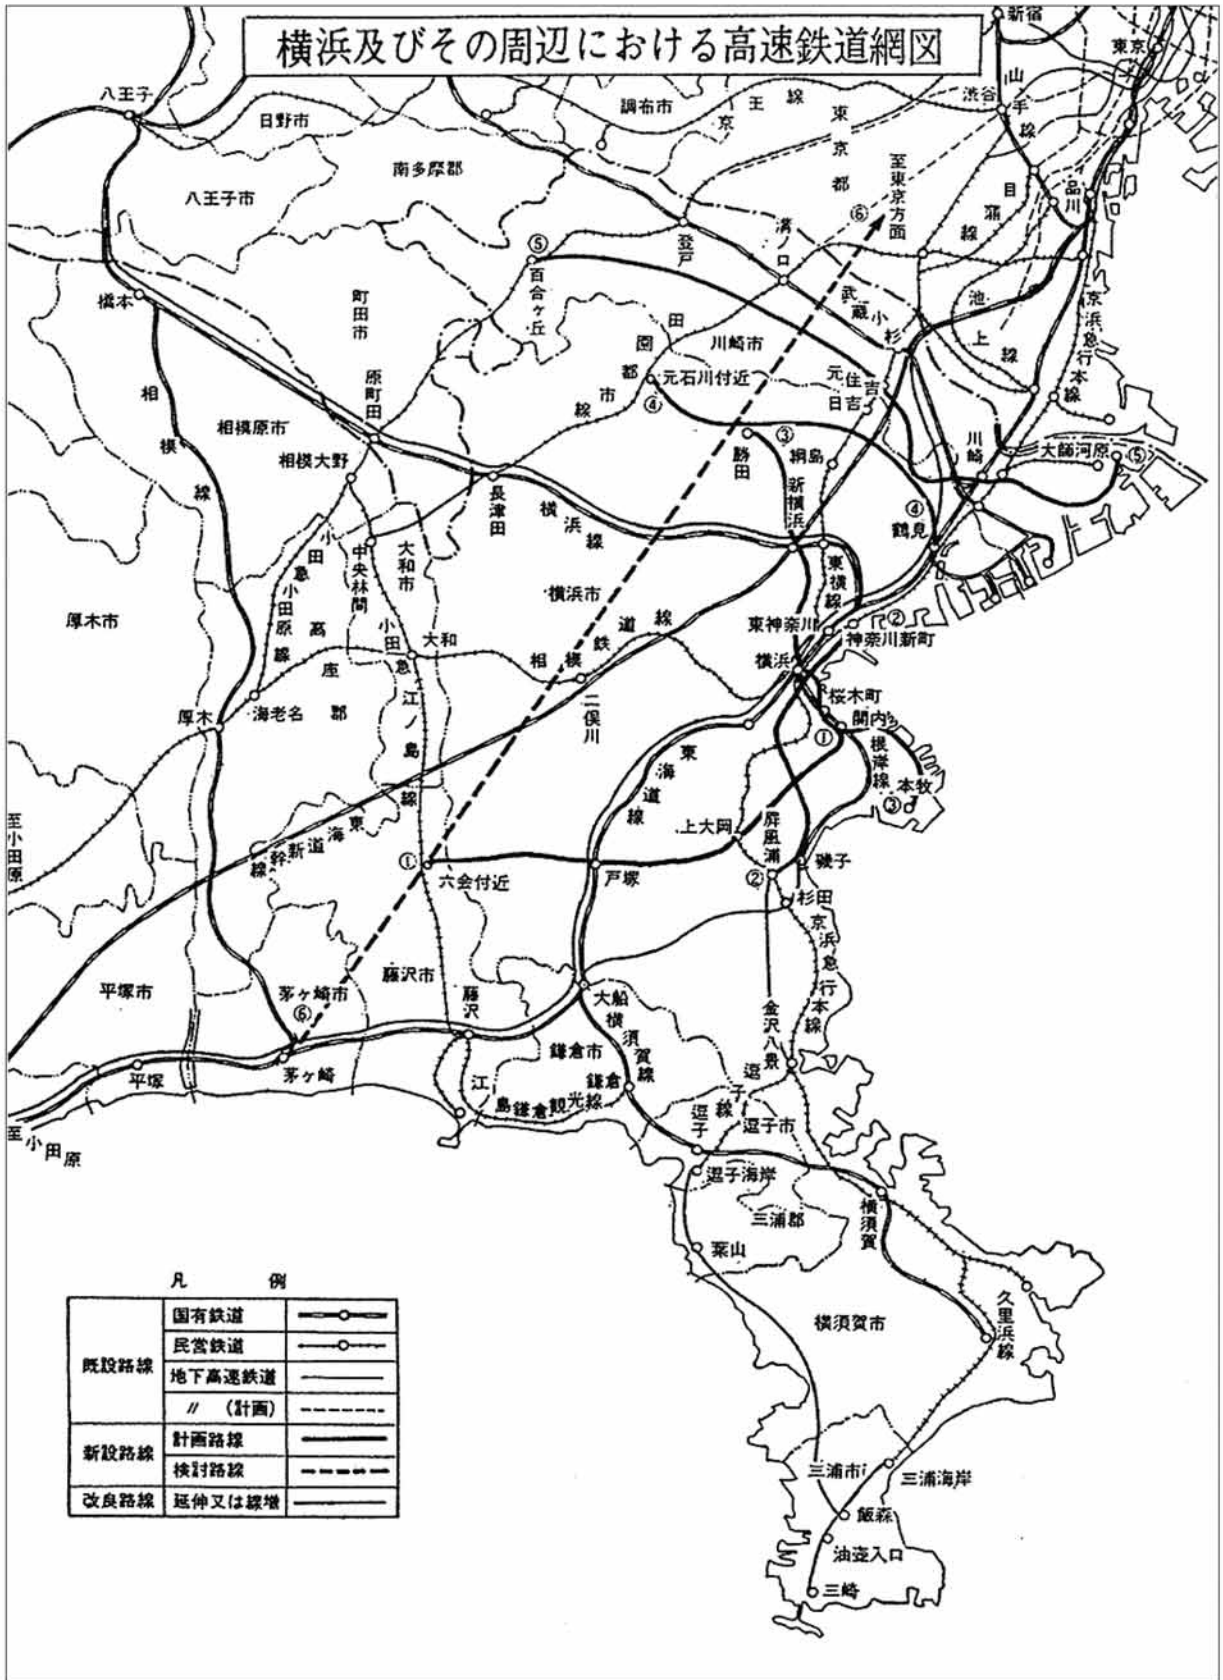 横浜及びその周辺における高速鉄道網図
新宿
東京
八王子
日野市
調布市
京王線
東京都
渋谷
山手線
南多摩郡
八王子市
至東京方面
⑥
目蒲線
品川
⑤
登戸
溝ノ口
百合ヶ丘
橋本
町田市
武蔵小杉
池上線
京浜急行本線
田園都市線
川崎市
元石川付近
④
元住吉
日吉
相模線
原町田
相模原市
相模大野
③
勝田
綱島
川崎
大師河原
⑤
長津田
横浜線
新横浜
④
鶴見
小田急小田原線
中央林間
大和市
東横線
横浜市
厚木市
高座郡
小田急江ノ島線
大和
相模鉄道線
東神奈川
②
神奈川新町
横浜
二俣川
厚木
海老名
桜木町
関内
①
根岸線
本牧
③
東海道線
上大岡
屏風浦
至小田原
東海道新幹線
①
六会付近
戸塚
②
磯子
杉田
京浜急行本線
平塚市
茅ヶ崎市
⑥
藤沢市
藤沢
大船
横須賀線
金沢八景
鎌倉市
鎌倉
平塚
茅ヶ崎
江島鎌倉観光線
逗子線
逗子
逗子市
至小田原
逗子海岸
三浦郡
横須賀
葉山
久里浜線
横須賀市
三浦市
三浦海岸
飯森
油壺入口
三崎
凡 例
既設路線
国有鉄道
民営鉄道
地下高速鉄道
〃 (計画)
新設路線
計画路線
検討路線
改良路線
延伸又は線増